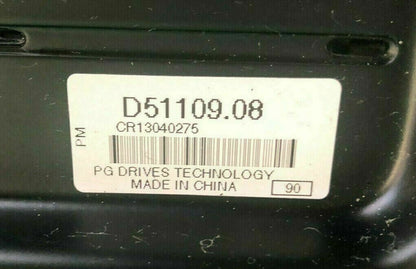 D51109.08
CR13040275
PM
PG DRIVES TECHNOLOGY
MADE IN CHINA
90